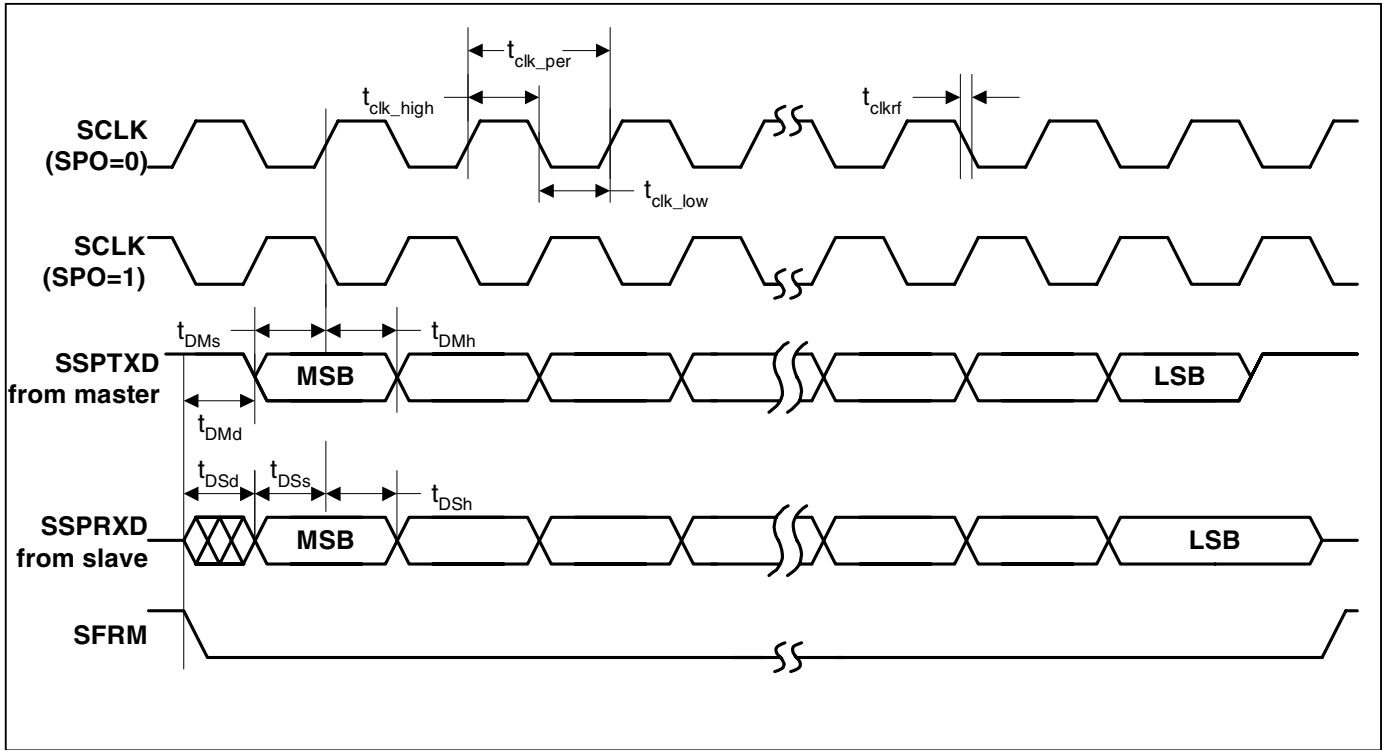 t_clk_per
t_clk_high
t_clkrf
SCLK
(SPO=0)
t_clk_low
SCLK
(SPO=1)
t_DMs
t_DMh
SSPTXD
from master
MSB
LSB
t_DMd
t_DSd
t_DSs
t_DSh
SSPRXD
from slave
MSB
LSB
SFRM